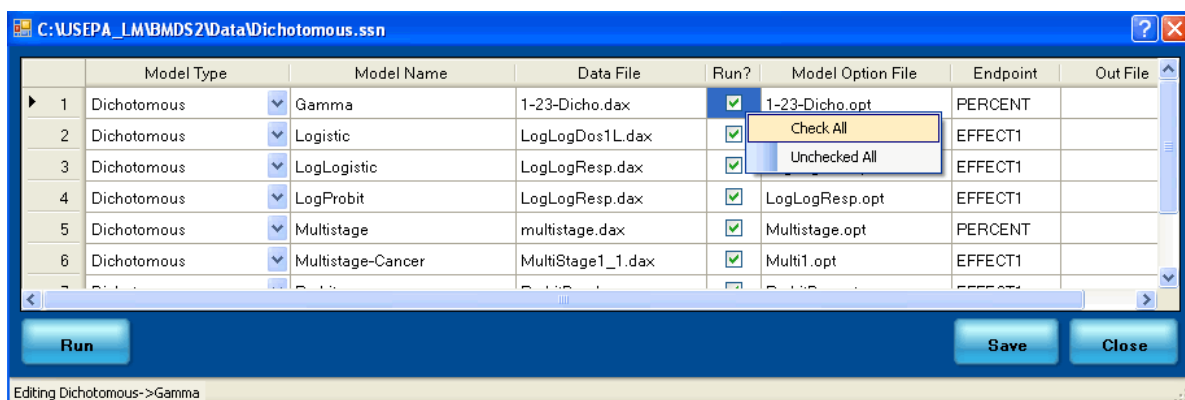 C:\USEPA_LM\BMDS2\Data\Dichotomous.ssn
Model Type Model Name Data File Run? Model Option File Endpoint Out File
1 Dichotomous Gamma 1-23-Dicho.dax 1-23-Dicho.opt PERCENT
Check All
2 Dichotomous Logistic LogLogDos1L.dax EFFECT1
Unchecked All
3 Dichotomous LogLogistic LogLogResp.dax EFFECT1
4 Dichotomous LogProbit LogLogResp.dax LogLogResp.opt EFFECT1
5 Dichotomous Multistage multistage.dax Multistage.opt PERCENT
6 Dichotomous Multistage-Cancer MultiStage1_1.dax Multi1.opt EFFECT1
Run Save Close
Editing Dichotomous->Gamma